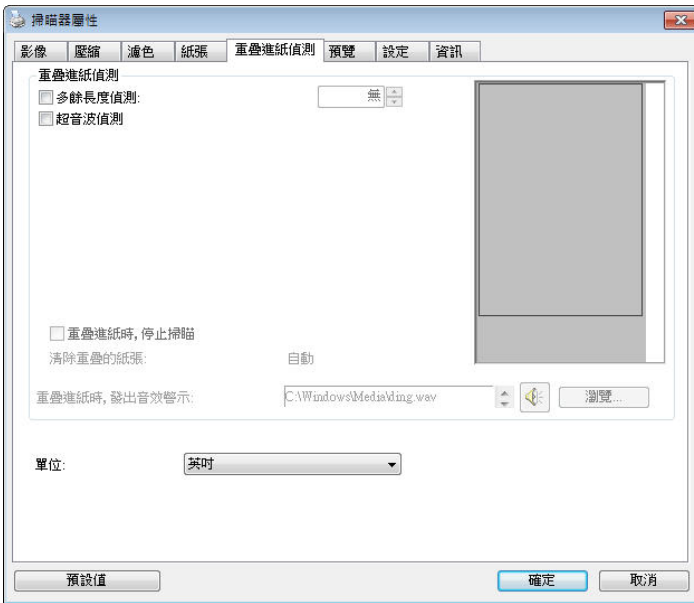 掃瞄器屬性
影像 壓縮 濾色 紙張 重疊進紙偵測 預覽 設定 資訊
重疊進紙偵測
多餘長度偵測: 無
超音波偵測
重疊進紙時, 停止掃瞄
清除重疊的紙張: 自動
重疊進紙時, 發出音效警示: C:\Windows\Media\ding.wav 瀏覽...
單位: 英吋
預設值 確定 取消